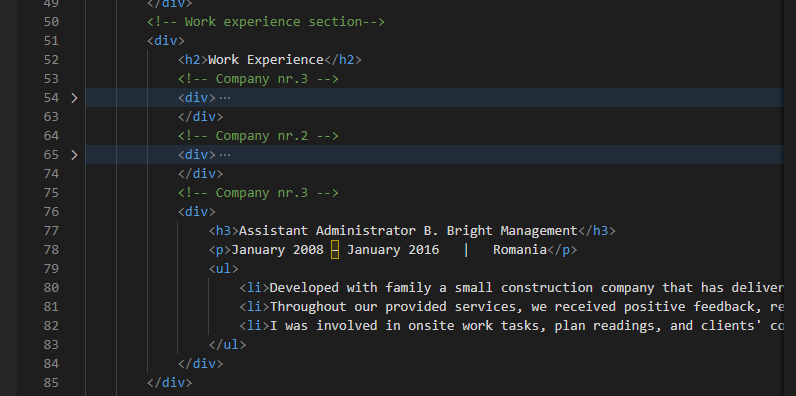 49 </div>
50 <!-- Work experience section-->
51 <div>
52 <h2>Work Experience</h2>
53 <!-- Company nr.3 -->
54 > <div> ···
63 </div>
64 <!-- Company nr.2 -->
65 > <div> ···
74 </div>
75 <!-- Company nr.3 -->
76 <div>
77 <h3>Assistant Administrator B. Bright Management</h3>
78 <p>January 2008 – January 2016 | Romania</p>
79 <ul>
80 <li>Developed with family a small construction company that has deliver
81 <li>Throughout our provided services, we received positive feedback, re
82 <li>I was involved in onsite work tasks, plan readings, and clients' co
83 </ul>
84 </div>
85 </div>